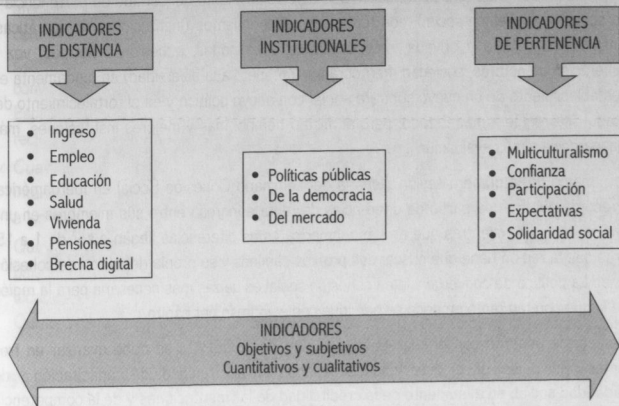 INDICADORES
DE DISTANCIA
INDICADORES
INSTITUCIONALES
INDICADORES
DE PERTENENCIA
• Ingreso
• Empleo
• Educación
• Salud
• Vivienda
• Pensiones
• Brecha digital
• Políticas públicas
• De la democracia
• Del mercado
• Multiculturalismo
• Confianza
• Participación
• Expectativas
• Solidaridad social
INDICADORES
Objetivos y subjetivos
Cuantitativos y cualitativos